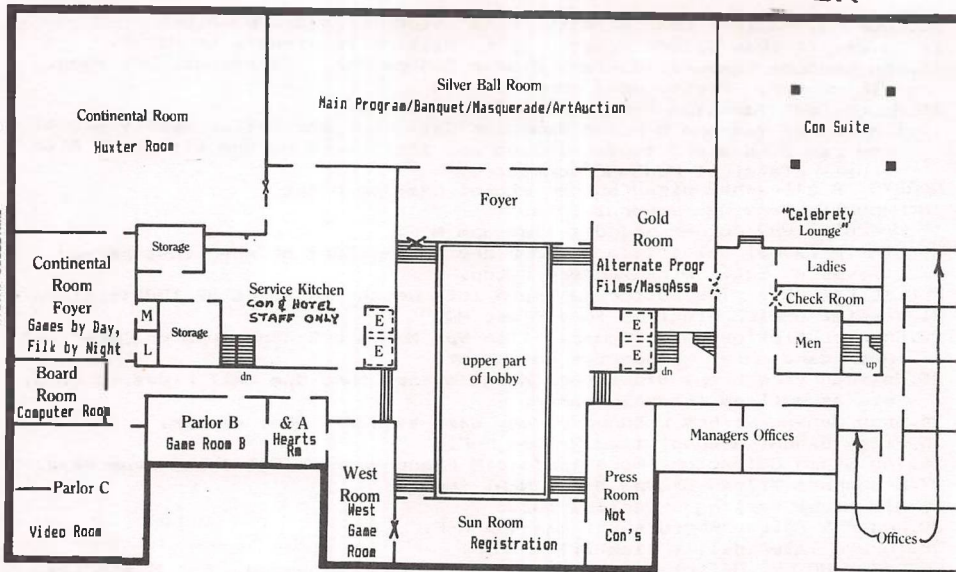 Continental Room
Huxter Room
Silver Ball Room
Main Program/Banquet/Masquerade/ArtAuction
Con Suite
"Celebrety
Lounge"
Foyer
Gold
Room
Alternate Progr
Films/MasqAssm
Ladies
Check Room
Men
up
Storage
Continental
Room
Foyer
Games by Day,
Filk by Night
M
L
Storage
Service Kitchen
CON & HOTEL
STAFF ONLY
dn
E
E
upper part
of lobby
E
E
dn
Board
Room
Computer Room
Parlor B
Game Room B
& A
Hearts
Rm
Managers Offices
Parlor C
Video Room
West
Room
West
Game
Room
Sun Room
Registration
Press
Room
Not
Con's
Offices